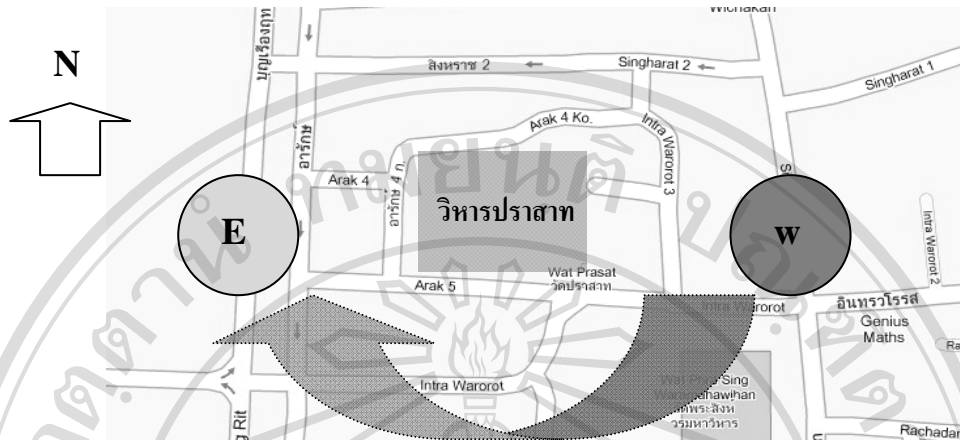 Wichakan
N
บุญเรืองฤท
สิงหราช 2
Singharat 2
Singharat 1
Arak 4 Ko.
Intra Warorot 3
อารักษ์
Arak 4
อารักษ์ 4 ก.
วิหารปราสาท
E
w
Intra Warorot 2
Wat Prasat
วัดปราสาท
Arak 5
Intra Warorot
อินทรวโรรส
Genius
Maths
Ra
Intra Warorot
Wat Phra Sing
Waramahawihan
วัดพระสิงห
วรมหาวิหาร
g Rit
Rachadar